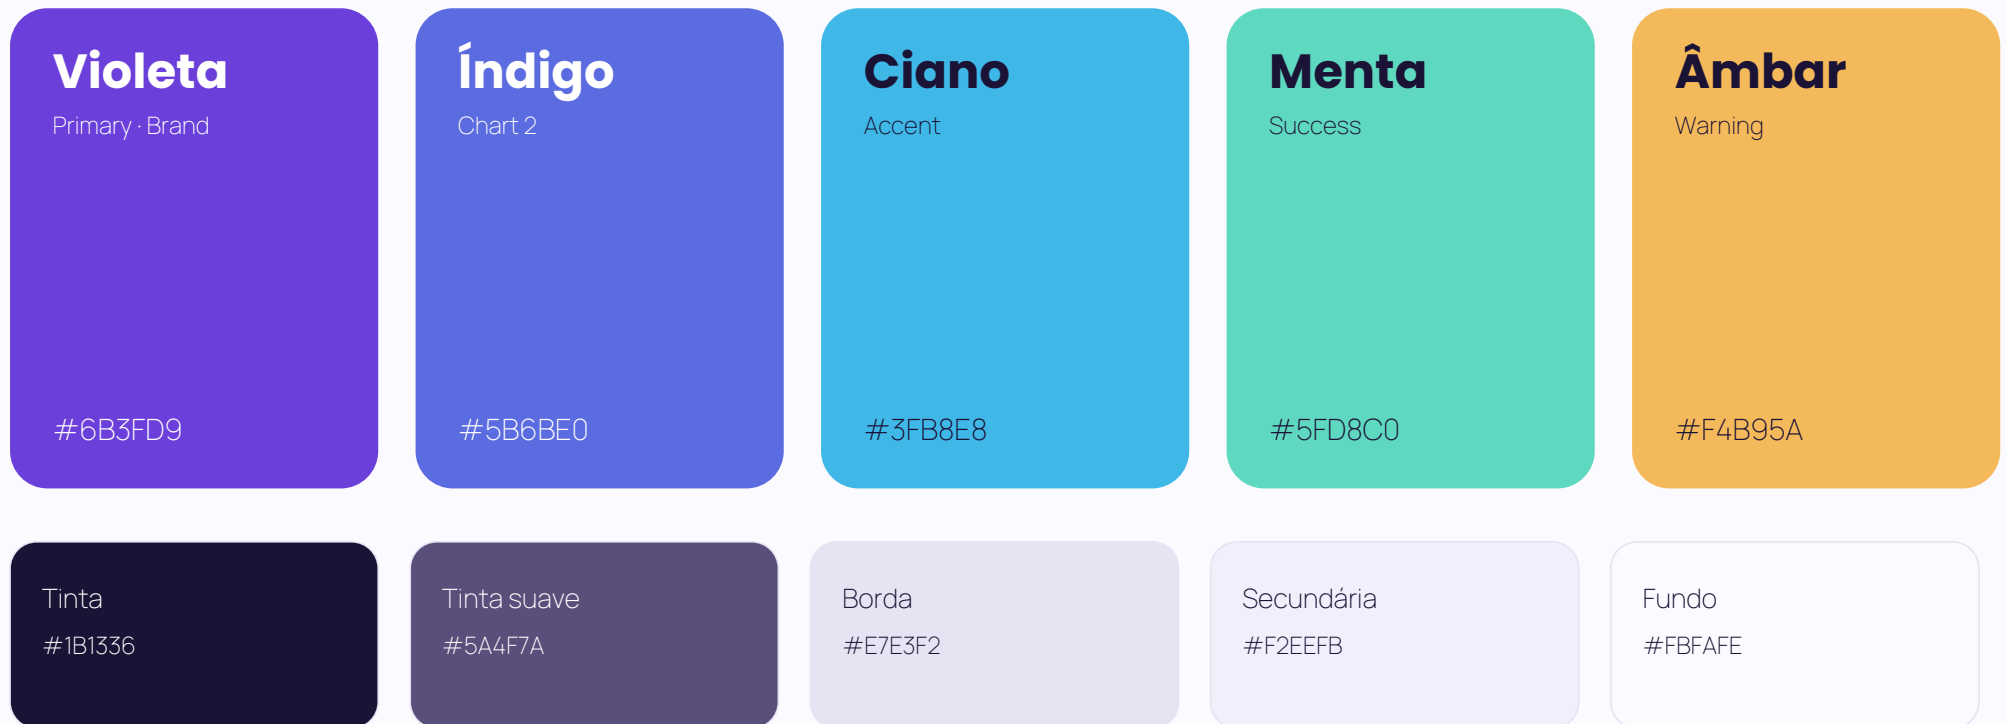 Violeta
Primary · Brand
#6B3FD9
Índigo
Chart 2
#5B6BE0
Ciano
Accent
#3FB8E8
Menta
Success
#5FD8C0
Âmbar
Warning
#F4B95A
Tinta
#1B1336
Tinta suave
#5A4F7A
Borda
#E7E3F2
Secundária
#F2EEFB
Fundo
#FBFAFE